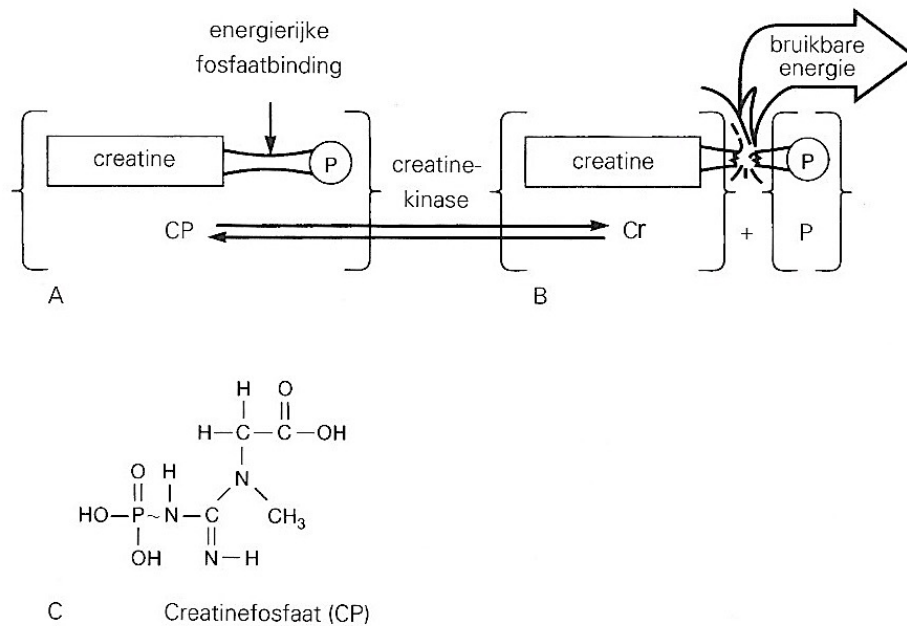 energierijke
fosfaatbinding
bruikbare
energie
creatine
P
creatine-
kinase
creatine
P
CP
Cr
+
P
A
B
H
O
H–C–C–OH
O
H
N
HO–P~N–C
CH₃
OH
N–H
C
Creatinefosfaat (CP)